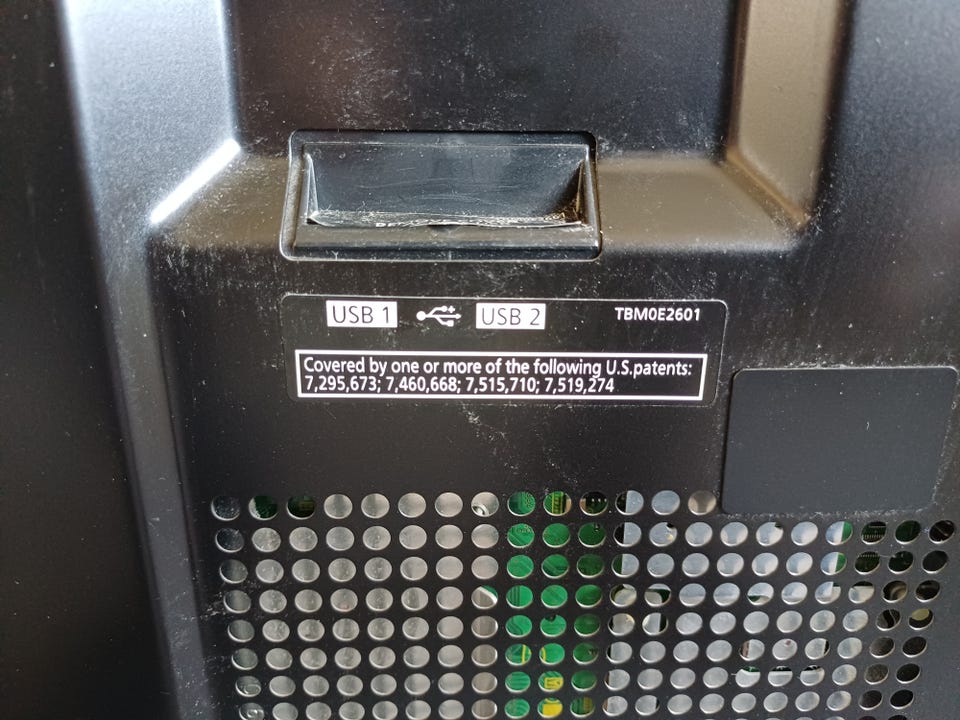 USB 1 USB 2 TBM0E2601
Covered by one or more of the following U.S.patents:
7,295,673; 7,460,668; 7,515,710; 7,519,274